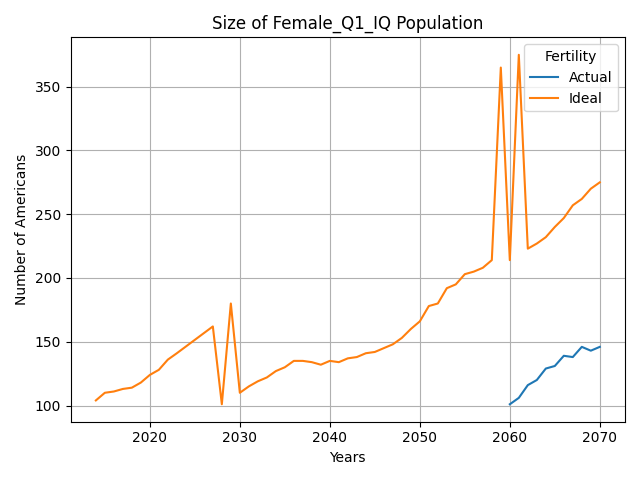 Size of Female_Q1_IQ Population
Fertility
Actual
Ideal
Number of Americans
350
300
250
200
150
100
2020
2030
2040
2050
2060
2070
Years